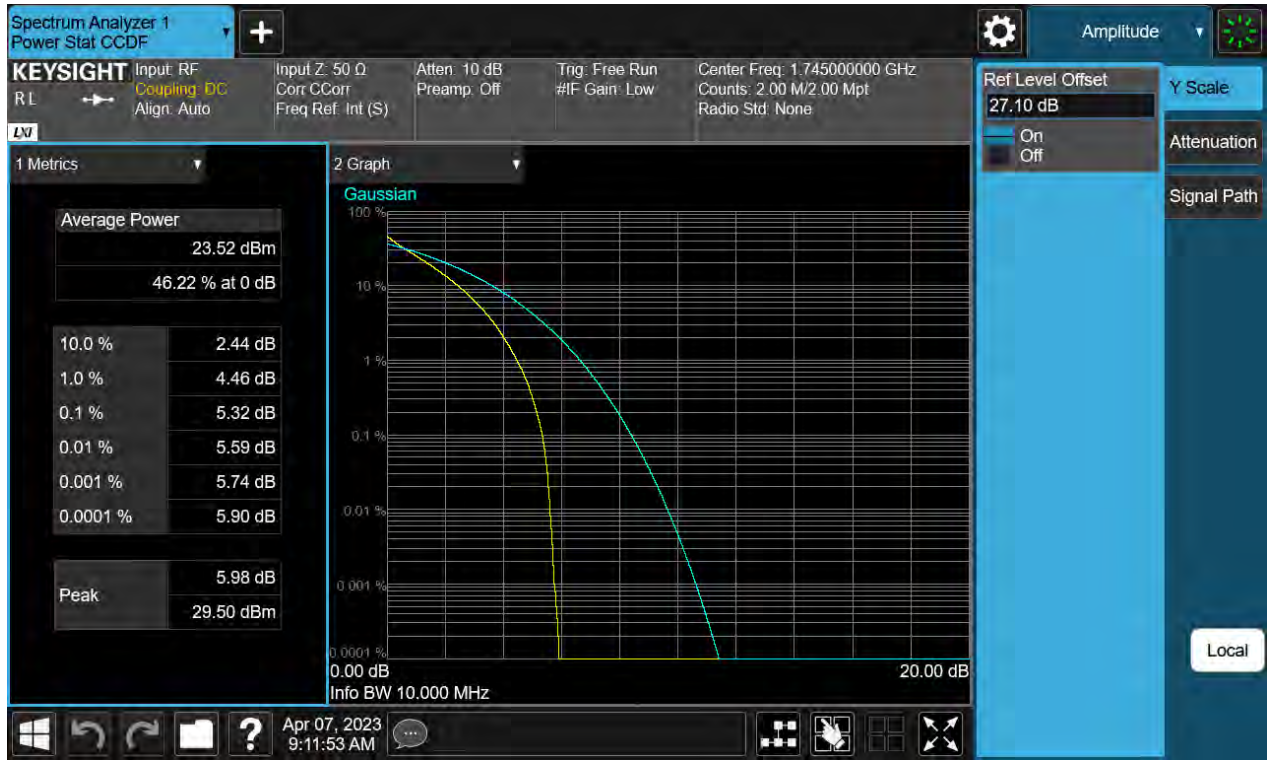 Spectrum Analyzer 1
Power Stat CCDF
+
Amplitude
KEYSIGHT
RL
LXI
Input: RF
Coupling: DC
Align: Auto
Input Z: 50 Ω
Corr CCorr
Freq Ref: Int (S)
Atten: 10 dB
Preamp: Off
Trig: Free Run
#IF Gain: Low
Center Freq: 1.745000000 GHz
Counts: 2.00 M/2.00 Mpt
Radio Std: None
Ref Level Offset
27.10 dB
On
Off
Y Scale
Attenuation
Signal Path
Local
1 Metrics
Average Power
23.52 dBm
46.22 % at 0 dB
10.0 % 2.44 dB
1.0 % 4.46 dB
0.1 % 5.32 dB
0.01 % 5.59 dB
0.001 % 5.74 dB
0.0001 % 5.90 dB
Peak
5.98 dB
29.50 dBm
2 Graph
Gaussian
100 %
10 %
1 %
0.1 %
0.01 %
0.001 %
0.0001 %
0.00 dB
20.00 dB
Info BW 10.000 MHz
?
Apr 07, 2023
9:11:53 AM